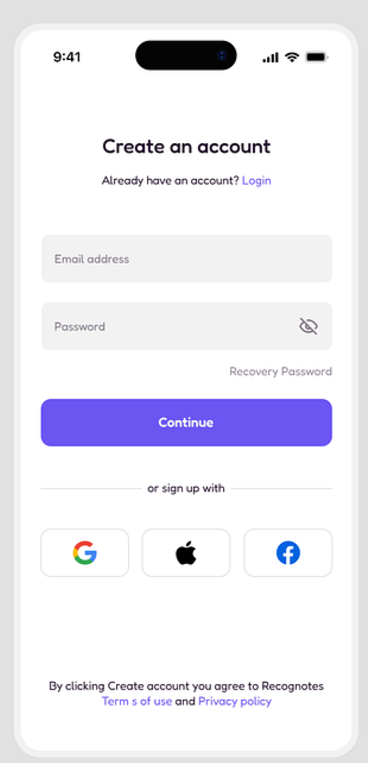 9:41
Create an account
Already have an account? Login
Email address
Password
Recovery Password
Continue
or sign up with
By clicking Create account you agree to Recognotes
Term s of use and Privacy policy